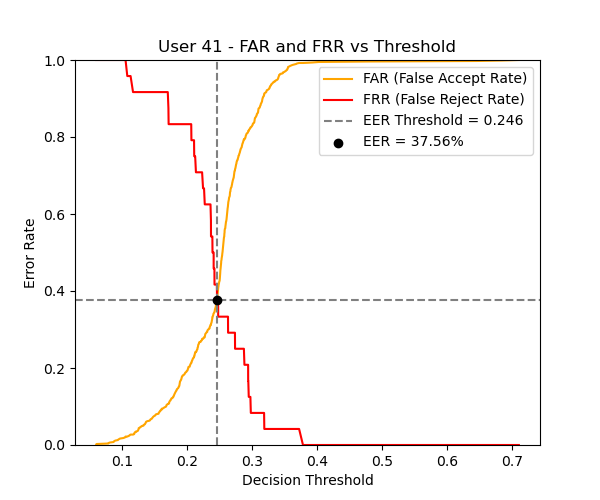 User 41 - FAR and FRR vs Threshold
1.0
0.8
0.6
0.4
0.2
0.0
Error Rate
FAR (False Accept Rate)
FRR (False Reject Rate)
EER Threshold = 0.246
EER = 37.56%
0.1 0.2 0.3 0.4 0.5 0.6 0.7
Decision Threshold